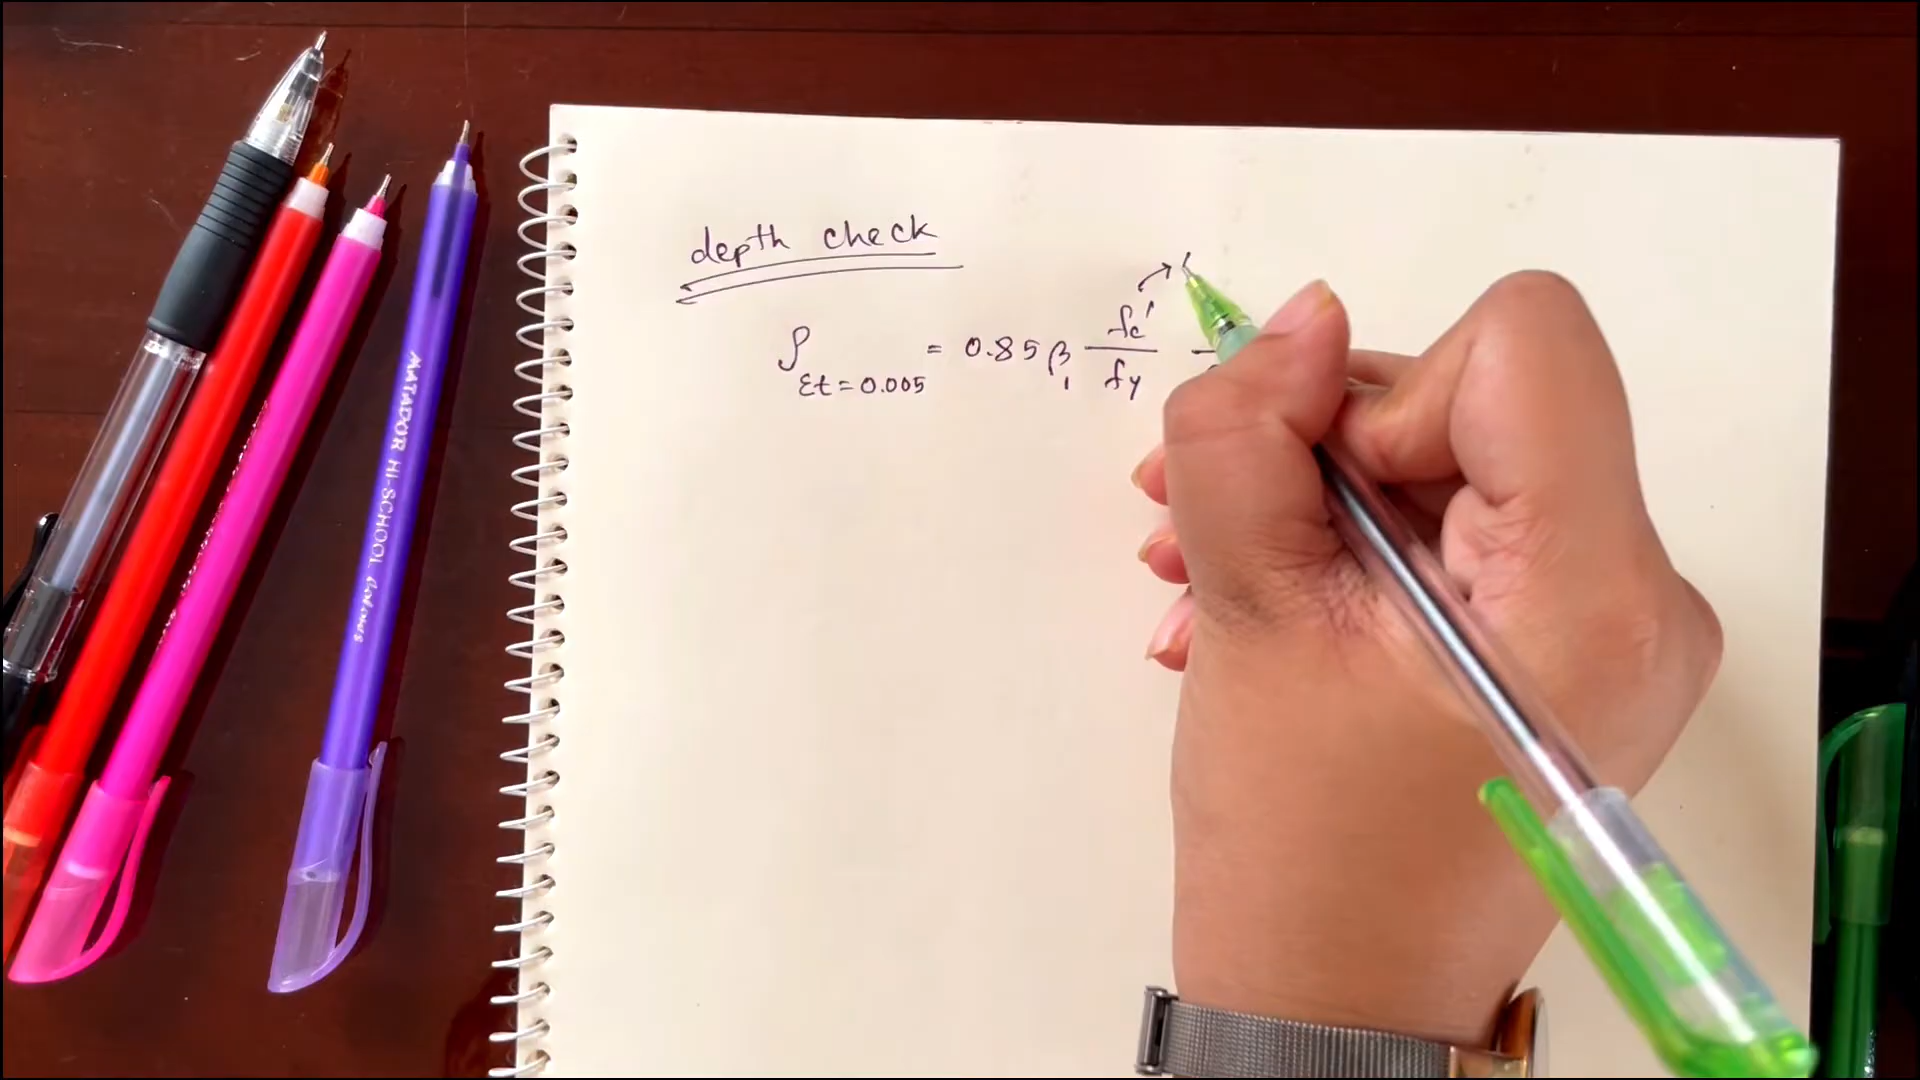 depth check
ρ εt = 0.005 = 0.85 β1 fc' / fy
MATADOR HI-SCHOOL Colours